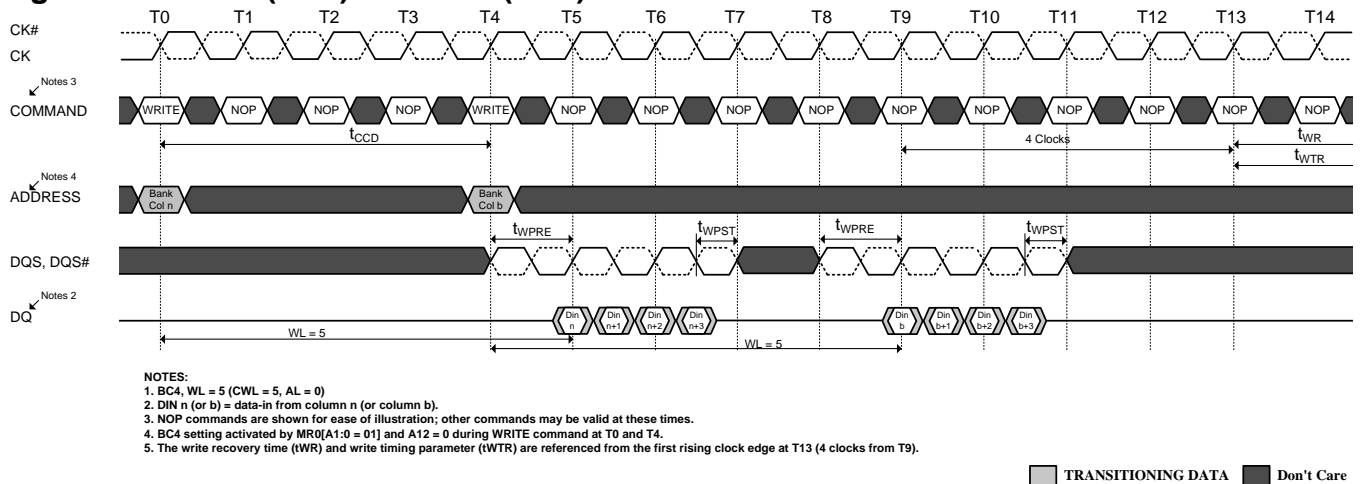 T0 T1 T2 T3 T4 T5 T6 T7 T8 T9 T10 T11 T12 T13 T14
CK#
CK
Notes 3
COMMAND
WRITE NOP NOP NOP WRITE NOP NOP NOP NOP NOP NOP NOP NOP NOP NOP
tCCD
4 Clocks
tWR
tWTR
Notes 4
ADDRESS
Bank Col n
Bank Col b
tWPRE
tWPST
tWPRE
tWPST
DQS, DQS#
Notes 2
DQ
Din n
Din n+1
Din n+2
Din n+3
Din b
Din b+1
Din b+2
Din b+3
WL = 5
WL = 5
NOTES:
1. BC4, WL = 5 (CWL = 5, AL = 0)
2. DIN n (or b) = data-in from column n (or column b).
3. NOP commands are shown for ease of illustration; other commands may be valid at these times.
4. BC4 setting activated by MR0[A1:0 = 01] and A12 = 0 during WRITE command at T0 and T4.
5. The write recovery time (tWR) and write timing parameter (tWTR) are referenced from the first rising clock edge at T13 (4 clocks from T9).
TRANSITIONING DATA
Don't Care